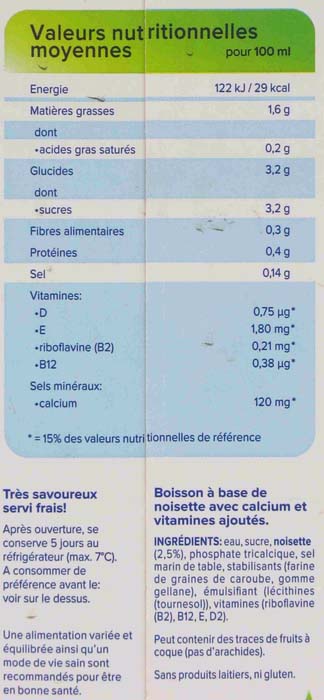 Valeurs nutritionnelles
moyennes pour 100 ml
Energie 122 kJ / 29 kcal
Matières grasses 1,6 g
dont
•acides gras saturés 0,2 g
Glucides 3,2 g
dont
•sucres 3,2 g
Fibres alimentaires 0,3 g
Protéines 0,4 g
Sel 0,14 g
Vitamines:
•D 0,75 µg*
•E 1,80 mg*
•riboflavine (B2) 0,21 mg*
•B12 0,38 µg*
Sels minéraux:
•calcium 120 mg*
* = 15% des valeurs nutritionnelles de référence
Très savoureux
servi frais!
Après ouverture, se
conserve 5 jours au
réfrigérateur (max. 7°C).
A consommer de
préférence avant le:
voir sur le dessus.
Une alimentation variée et
équilibrée ainsi qu'un
mode de vie sain sont
recommandés pour être
en bonne santé.
Boisson à base de
noisette avec calcium et
vitamines ajoutés.
INGRÉDIENTS: eau, sucre, noisette
(2,5%), phosphate tricalcique, sel
marin de table, stabilisants (farine
de graines de caroube, gomme
gellane), émulsifiant (lécithines
(tournesol)), vitamines (riboflavine
(B2), B12, E, D2).
Peut contenir des traces de fruits à
coque (pas d'arachides).
Sans produits laitiers, ni gluten.